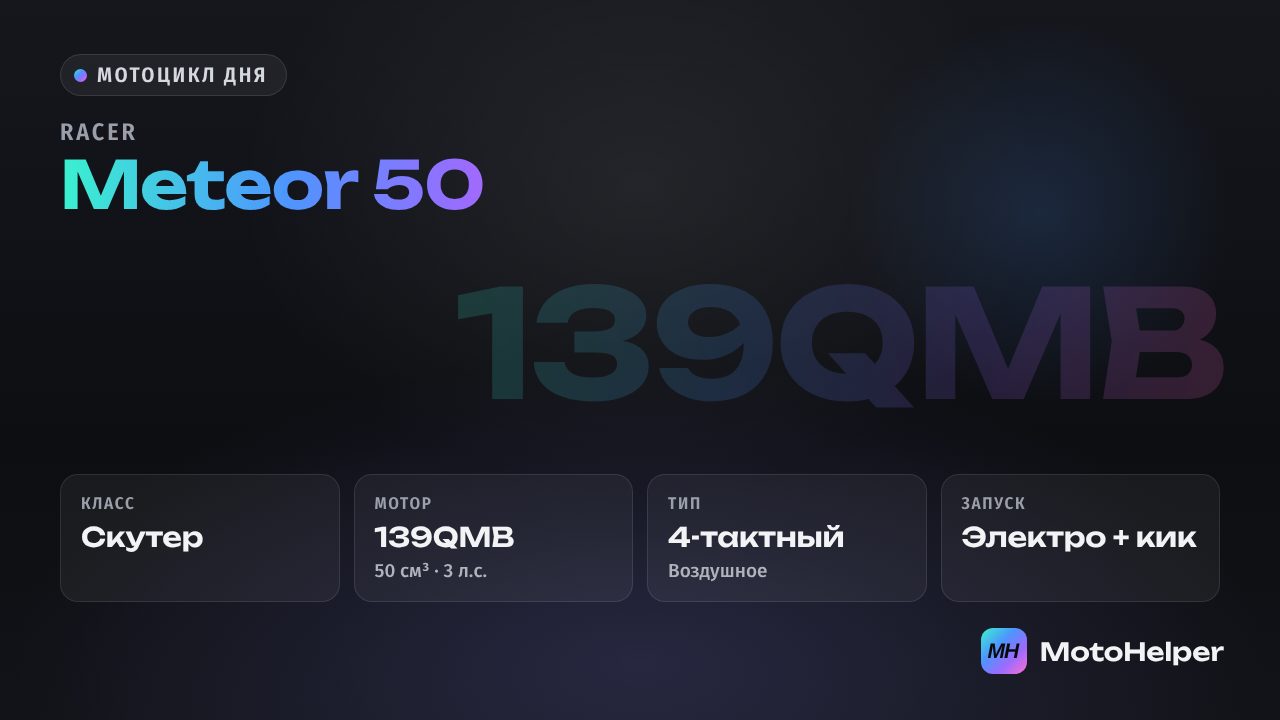 МОТОЦИКЛ ДНЯ
RACER
Meteor 50
139QMB
КЛАСС
Скутер
МОТОР
139QMB
50 см³ · 3 л.с.
ТИП
4-тактный
Воздушное
ЗАПУСК
Электро + кик
MH MotoHelper